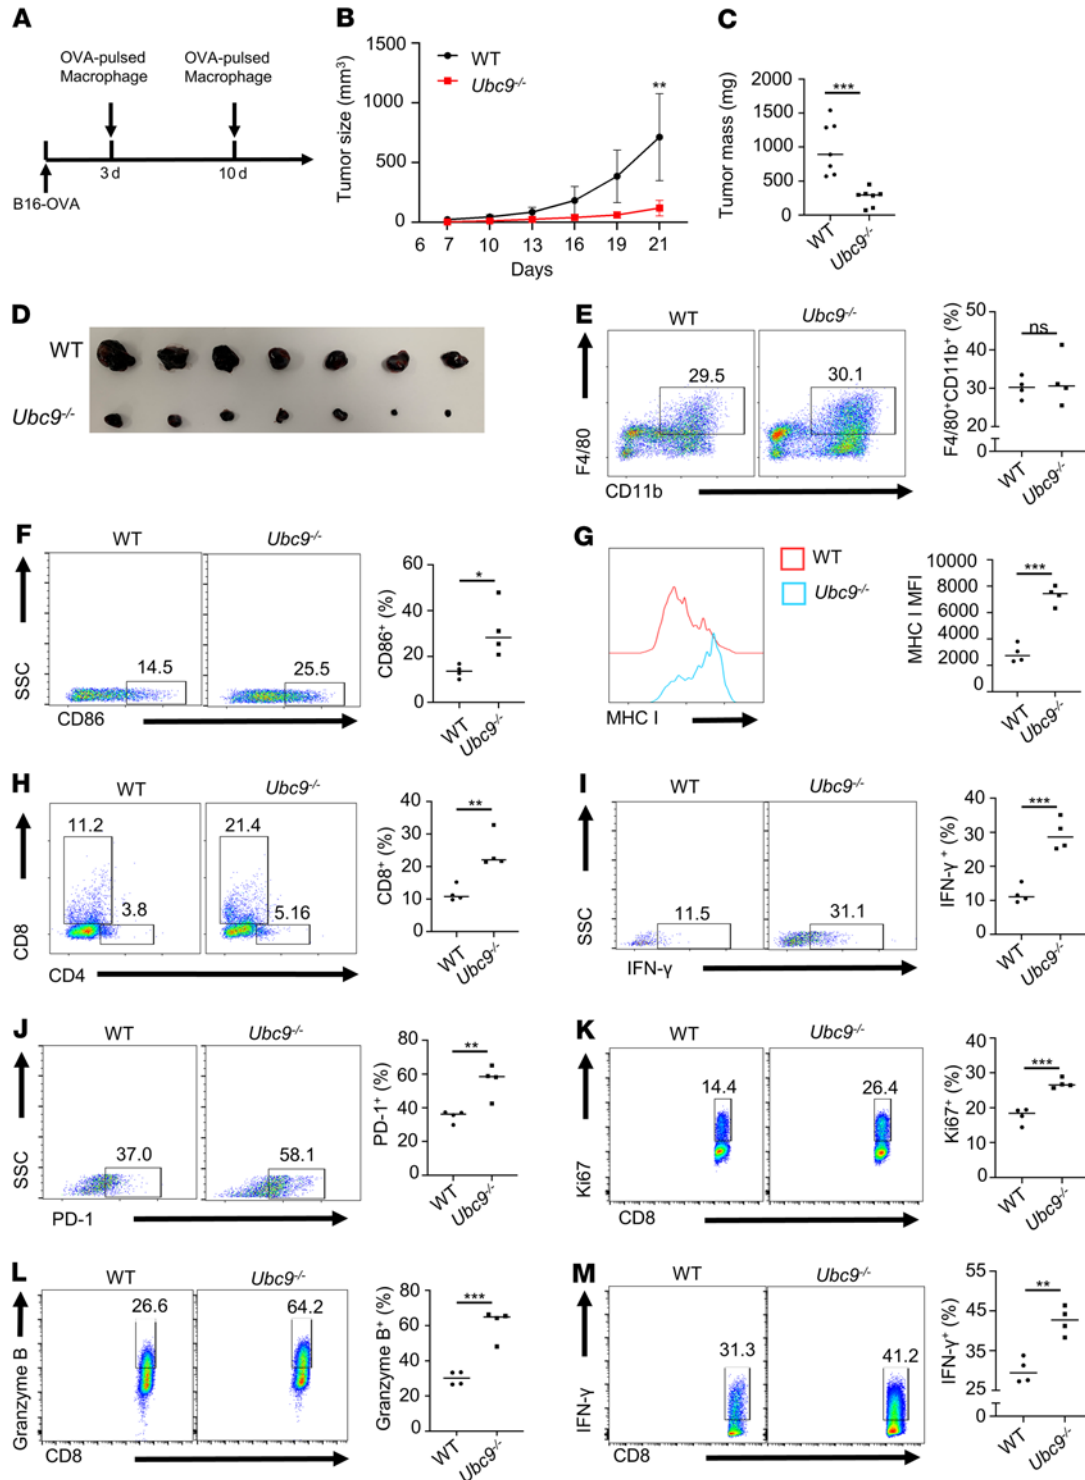 A
OVA-pulsed
Macrophage
OVA-pulsed
Macrophage
3 d
10 d
B16-OVA
B
Tumor size (mm³)
1500
1000
500
0
WT
Ubc9-/-
**
6 7 10 13 16 19 21
Days
C
Tumor mass (mg)
2000
1500
1000
500
0
***
WT
Ubc9-/-
D
WT
Ubc9-/-
E
WT
Ubc9-/-
29.5
30.1
F4/80
CD11b
F4/80⁺CD11b⁺ (%)
50
40
30
20
0
ns
WT
Ubc9-/-
F
WT
Ubc9-/-
14.5
25.5
SSC
CD86
CD86⁺ (%)
60
40
20
0
*
WT
Ubc9-/-
G
WT
Ubc9-/-
MHC I
MHC I MFI
10000
8000
6000
4000
2000
0
***
WT
Ubc9-/-
H
WT
Ubc9-/-
11.2
3.8
21.4
5.16
CD8
CD4
CD8⁺ (%)
40
30
20
10
0
**
WT
Ubc9-/-
I
WT
Ubc9-/-
11.5
31.1
SSC
IFN-γ
IFN-γ⁺ (%)
40
30
20
10
0
***
WT
Ubc9-/-
J
WT
Ubc9-/-
37.0
58.1
SSC
PD-1
PD-1⁺ (%)
80
60
40
20
0
**
WT
Ubc9-/-
K
WT
Ubc9-/-
14.4
26.4
Ki67
CD8
Ki67⁺ (%)
40
30
20
10
0
***
WT
Ubc9-/-
L
WT
Ubc9-/-
26.6
64.2
Granzyme B
CD8
Granzyme B⁺ (%)
80
60
40
20
0
***
WT
Ubc9-/-
M
WT
Ubc9-/-
31.3
41.2
IFN-γ
CD8
IFN-γ⁺ (%)
55
45
35
25
0
**
WT
Ubc9-/-